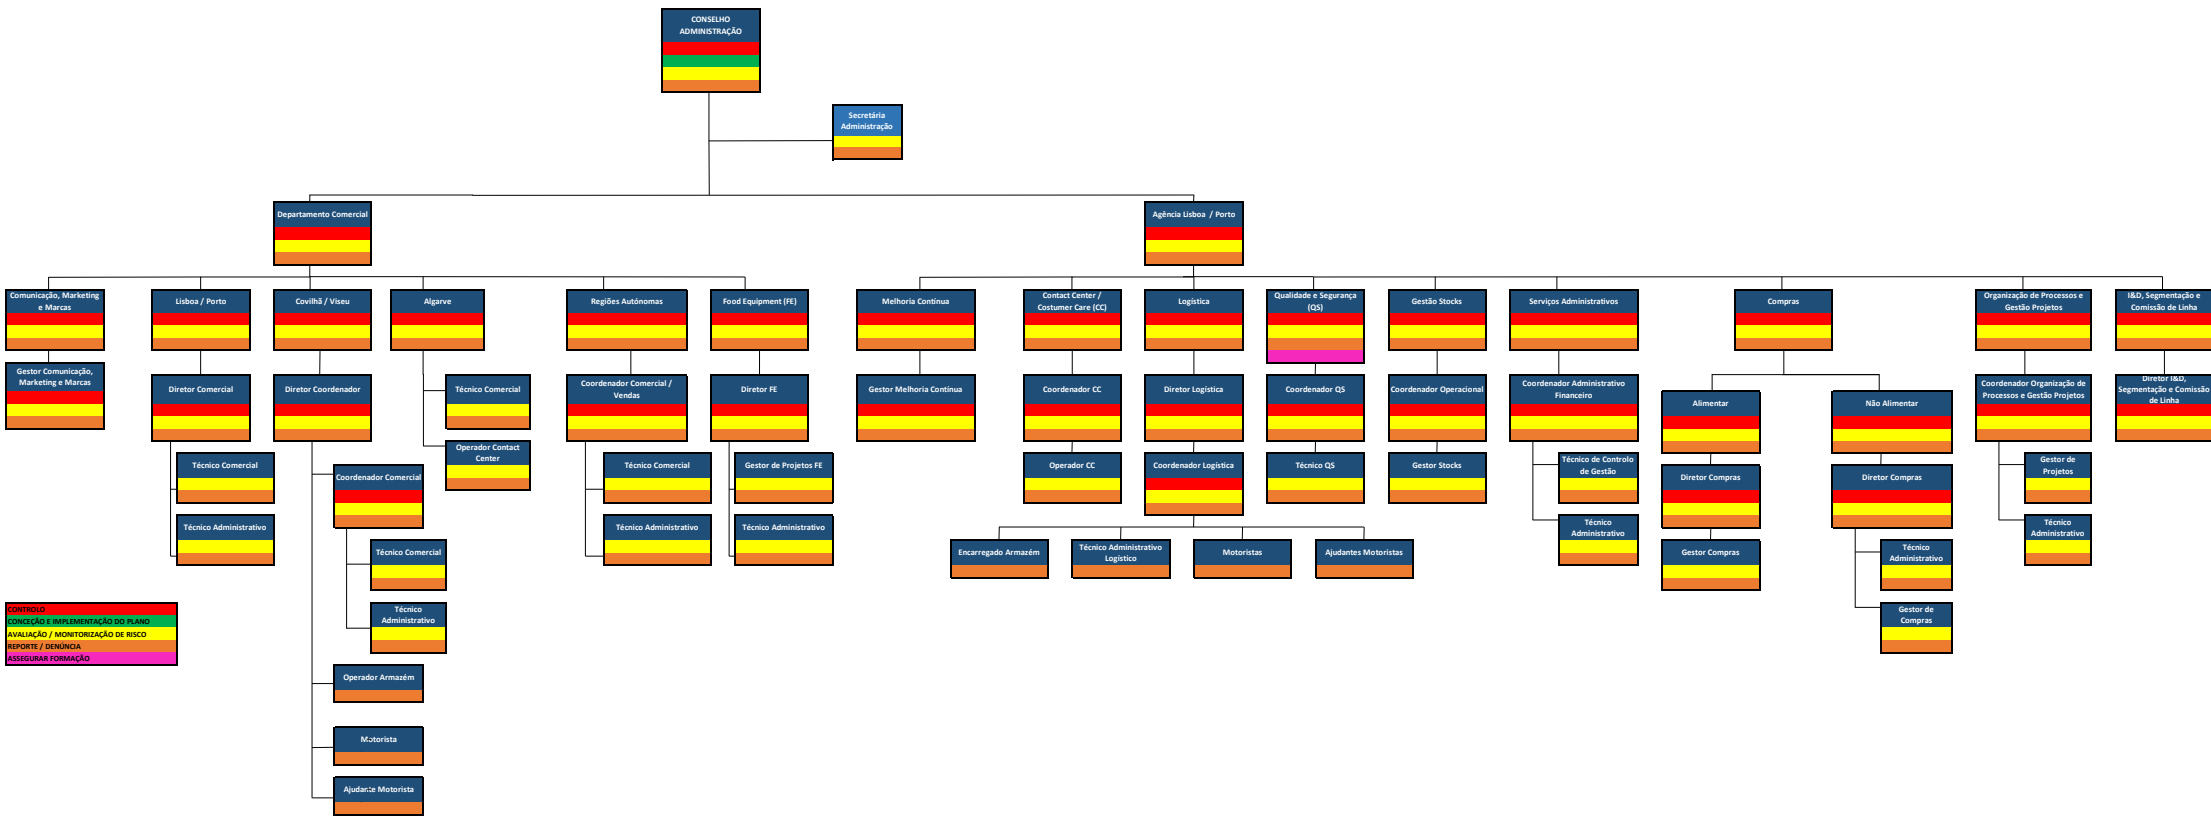 CONSELHO
ADMINISTRAÇÃO
Secretária
Administração
Departamento Comercial
Agência Lisboa / Porto
Comunicação, Marketing
e Marcas
Lisboa / Porto
Covilhã / Viseu
Algarve
Regiões Autónomas
Food Equipment (FE)
Melhoria Contínua
Contact Center /
Costumer Care (CC)
Logística
Qualidade e Segurança
(QS)
Gestão Stocks
Serviços Administrativos
Compras
Organização de Processos e
Gestão Projetos
I&D, Segmentação e
Comissão de Linha
Gestor Comunicação,
Marketing e Marcas
Diretor Comercial
Diretor Coordenador
Técnico Comercial
Coordenador Comercial /
Vendas
Diretor FE
Gestor Melhoria Contínua
Coordenador CC
Diretor Logística
Coordenador QS
Coordenador Operacional
Coordenador Administrativo
Financeiro
Alimentar
Não Alimentar
Coordenador Organização de
Processos e Gestão Projetos
Diretor I&D,
Segmentação e Comissão
de Linha
Operador Contact
Center
Técnico Comercial
Coordenador Comercial
Técnico Comercial
Gestor de Projetos FE
Operador CC
Coordenador Logística
Técnico QS
Gestor Stocks
Técnico de Controlo
de Gestão
Diretor Compras
Diretor Compras
Gestor de
Projetos
Técnico Administrativo
Técnico Administrativo
Técnico Administrativo
Técnico
Administrativo
Técnico
Administrativo
Técnico Comercial
Encarregado Armazém
Técnico Administrativo
Logístico
Motoristas
Ajudantes Motoristas
Gestor Compras
Técnico
Administrativo
Técnico
Administrativo
Gestor de
Compras
CONTROLO
CONCEÇÃO E IMPLEMENTAÇÃO DO PLANO
AVALIAÇÃO / MONITORIZAÇÃO DE RISCO
REPORTE / DENÚNCIA
ASSEGURAR FORMAÇÃO
Operador Armazém
Motorista
Ajudante Motorista